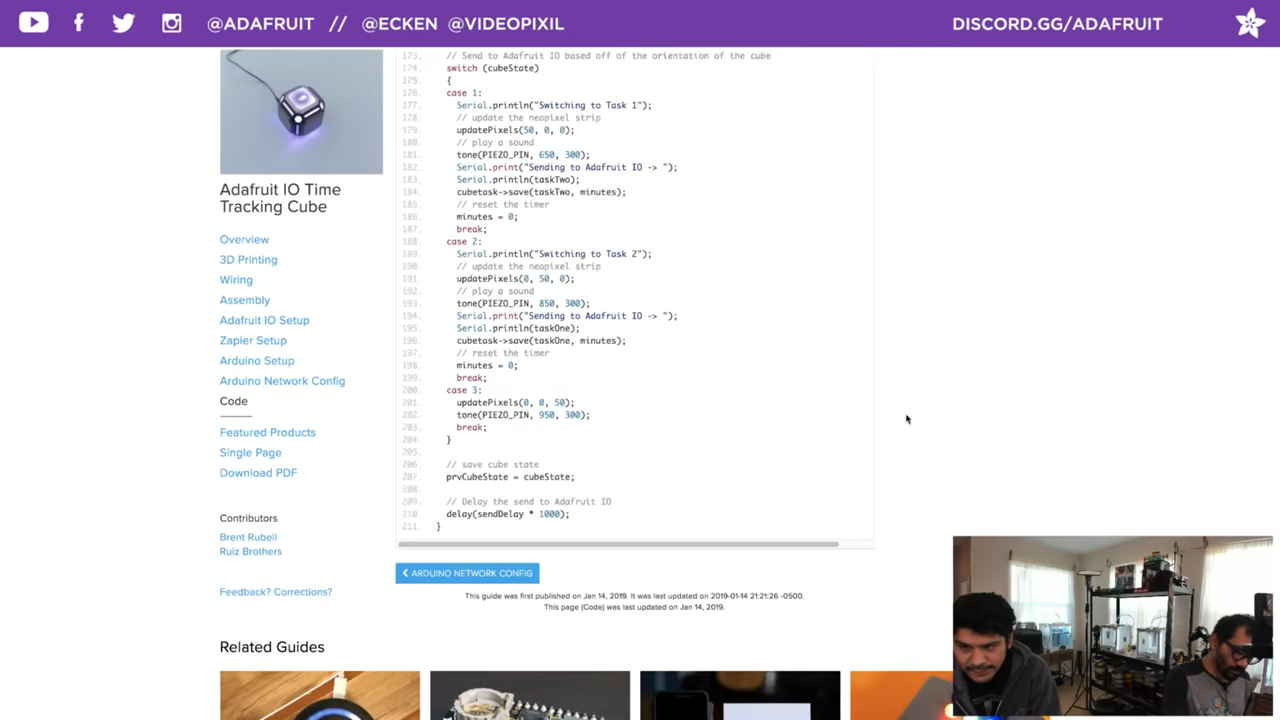 @ADAFRUIT // @ECKEN @VIDEOPIXIL
DISCORD.GG/ADAFRUIT
Adafruit IO Time
Tracking Cube
Overview
3D Printing
Wiring
Assembly
Adafruit IO Setup
Zapier Setup
Arduino Setup
Arduino Network Config
Code
Featured Products
Single Page
Download PDF
Contributors
Brent Rubell
Ruiz Brothers
Feedback? Corrections?
173. // Send to Adafruit IO based off of the orientation of the cube
174. switch (cubeState)
175. {
176. case 1:
177. Serial.println("Switching to Task 1");
178. // update the neopixel strip
179. updatePixels(50, 0, 0);
180. // play a sound
181. tone(PIEZO_PIN, 650, 300);
182. Serial.print("Sending to Adafruit IO -> ");
183. Serial.println(taskTwo);
184. cubetask->save(taskTwo, minutes);
185. // reset the timer
186. minutes = 0;
187. break;
188. case 2:
189. Serial.println("Switching to Task 2");
190. // update the neopixel strip
191. updatePixels(0, 50, 0);
192. // play a sound
193. tone(PIEZO_PIN, 850, 300);
194. Serial.print("Sending to Adafruit IO -> ");
195. Serial.println(taskOne);
196. cubetask->save(taskOne, minutes);
197. // reset the timer
198. minutes = 0;
199. break;
200. case 3:
201. updatePixels(0, 0, 50);
202. tone(PIEZO_PIN, 950, 300);
203. break;
204. }
205.
206. // save cube state
207. prvCubeState = cubeState;
208.
209. // Delay the send to Adafruit IO
210. delay(sendDelay * 1000);
211. }
ARDUINO NETWORK CONFIG
This guide was first published on Jan 14, 2019. It was last updated on 2019-01-14 21:21:26 -0500.
This page (Code) was last updated on Jan 14, 2019.
Related Guides